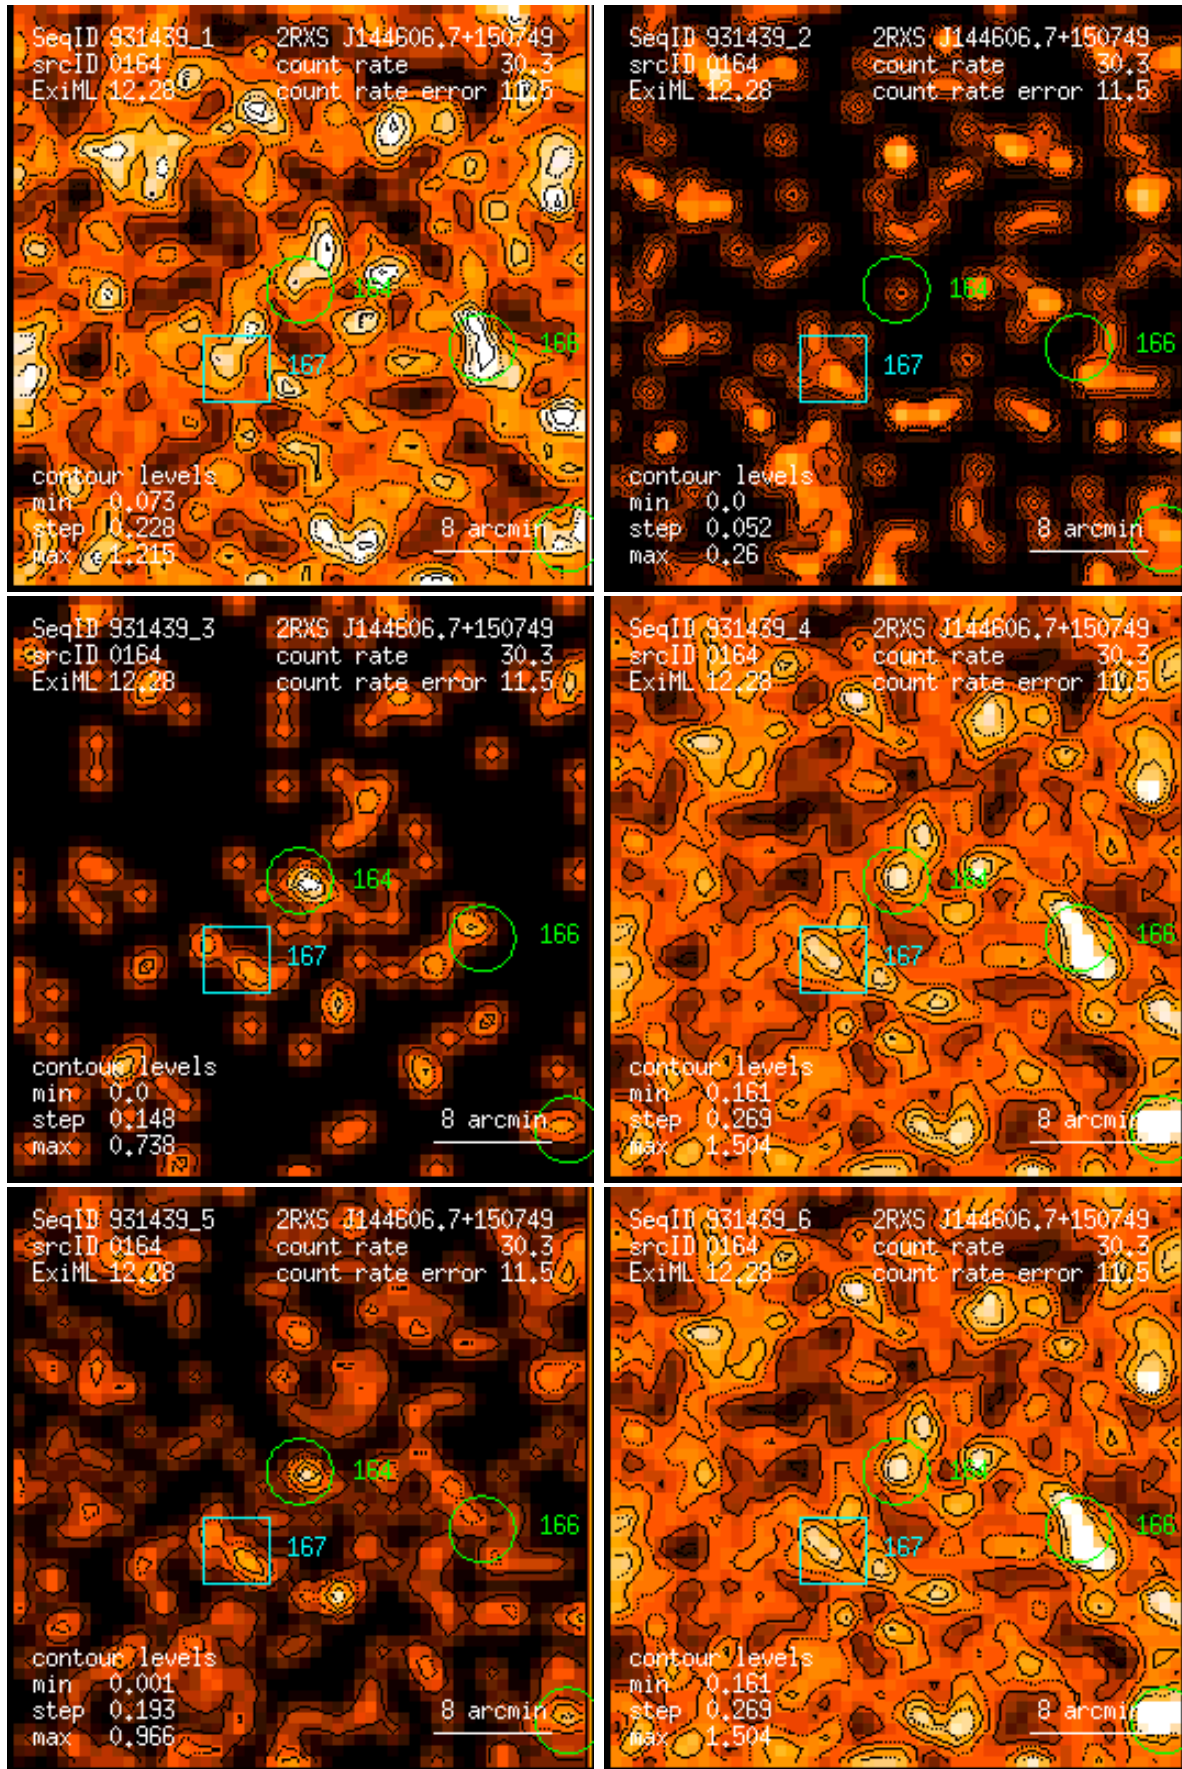 SeqID 931439_1 2RXS J144606.7+150749
srcID 0164 count rate 30.3
ExiML 12.28 count rate error 11.5
164
166
167
contour levels
min 0.073
step 0.228 8 arcmin
max 1.215
SeqID 931439_2 2RXS J144606.7+150749
srcID 0164 count rate 30.3
ExiML 12.28 count rate error 11.5
164
166
167
contour levels
min 0.0
step 0.052 8 arcmin
max 0.26
SeqID 931439_3 2RXS J144606.7+150749
srcID 0164 count rate 30.3
ExiML 12.28 count rate error 11.5
164
166
167
contour levels
min 0.0
step 0.148 8 arcmin
max 0.738
SeqID 931439_4 2RXS J144606.7+150749
srcID 0164 count rate 30.3
ExiML 12.28 count rate error 11.5
164
166
167
contour levels
min 0.161
step 0.269 8 arcmin
max 1.504
SeqID 931439_5 2RXS J144606.7+150749
srcID 0164 count rate 30.3
ExiML 12.28 count rate error 11.5
164
166
167
contour levels
min 0.001
step 0.193 8 arcmin
max 0.966
SeqID 931439_6 2RXS J144606.7+150749
srcID 0164 count rate 30.3
ExiML 12.28 count rate error 11.5
164
166
167
contour levels
min 0.161
step 0.269 8 arcmin
max 1.504